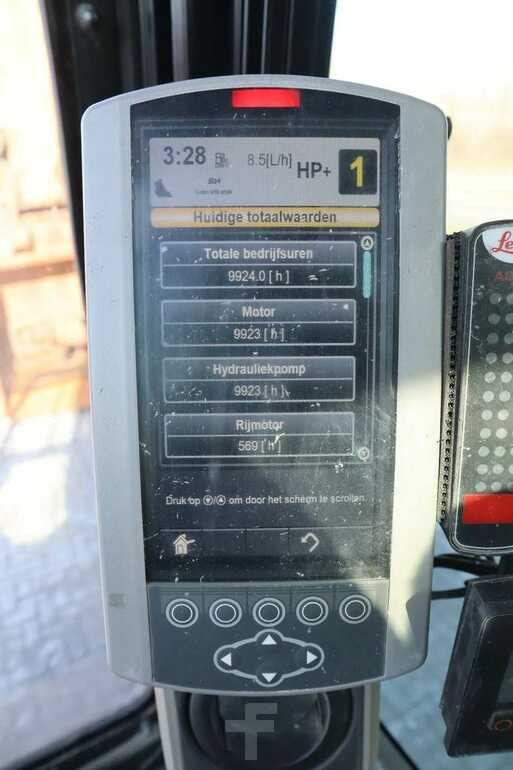 3:28
8.5[L/h]
HP+
1
Huidige totaalwaarden
Totale bedrijfsuren
9924.0 [ h ]
Motor
9923 [ h ]
Hydrauliekpomp
9923 [ h ]
Rijmotor
569 [ h ]
Druk op ▼/▲ om door het scherm te scrollen
Le